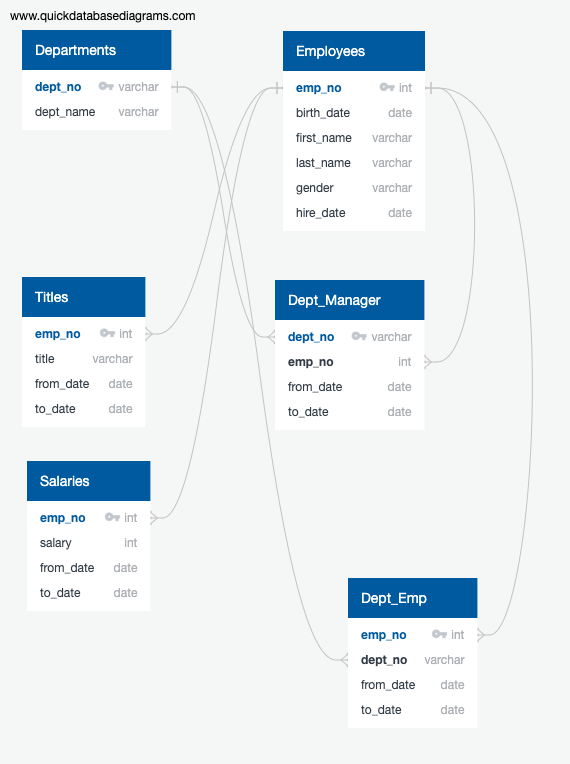 www.quickdatabasediagrams.com
Departments
dept_no varchar
dept_name varchar
Employees
emp_no int
birth_date date
first_name varchar
last_name varchar
gender varchar
hire_date date
Titles
emp_no int
title varchar
from_date date
to_date date
Dept_Manager
dept_no varchar
emp_no int
from_date date
to_date date
Salaries
emp_no int
salary int
from_date date
to_date date
Dept_Emp
emp_no int
dept_no varchar
from_date date
to_date date